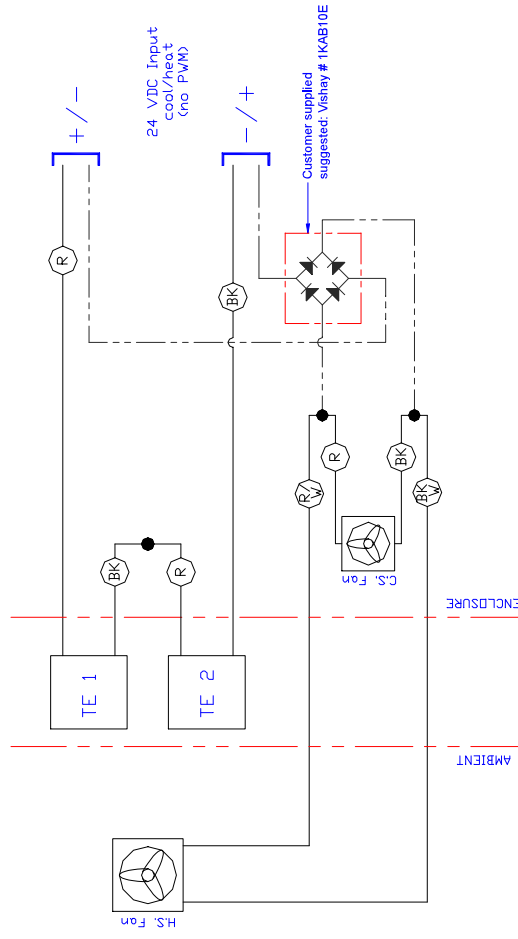 +/-
24 VDC Input
cool/heat
(no PWM)
-/+
Customer supplied
suggested: Vishay # 1KAB10E
R
BK
BK
R
R/
W
R
BK
BK
W
C.S. Fan
ENCLOSURE
TE 1
TE 2
AMBIENT
H.S. Fan